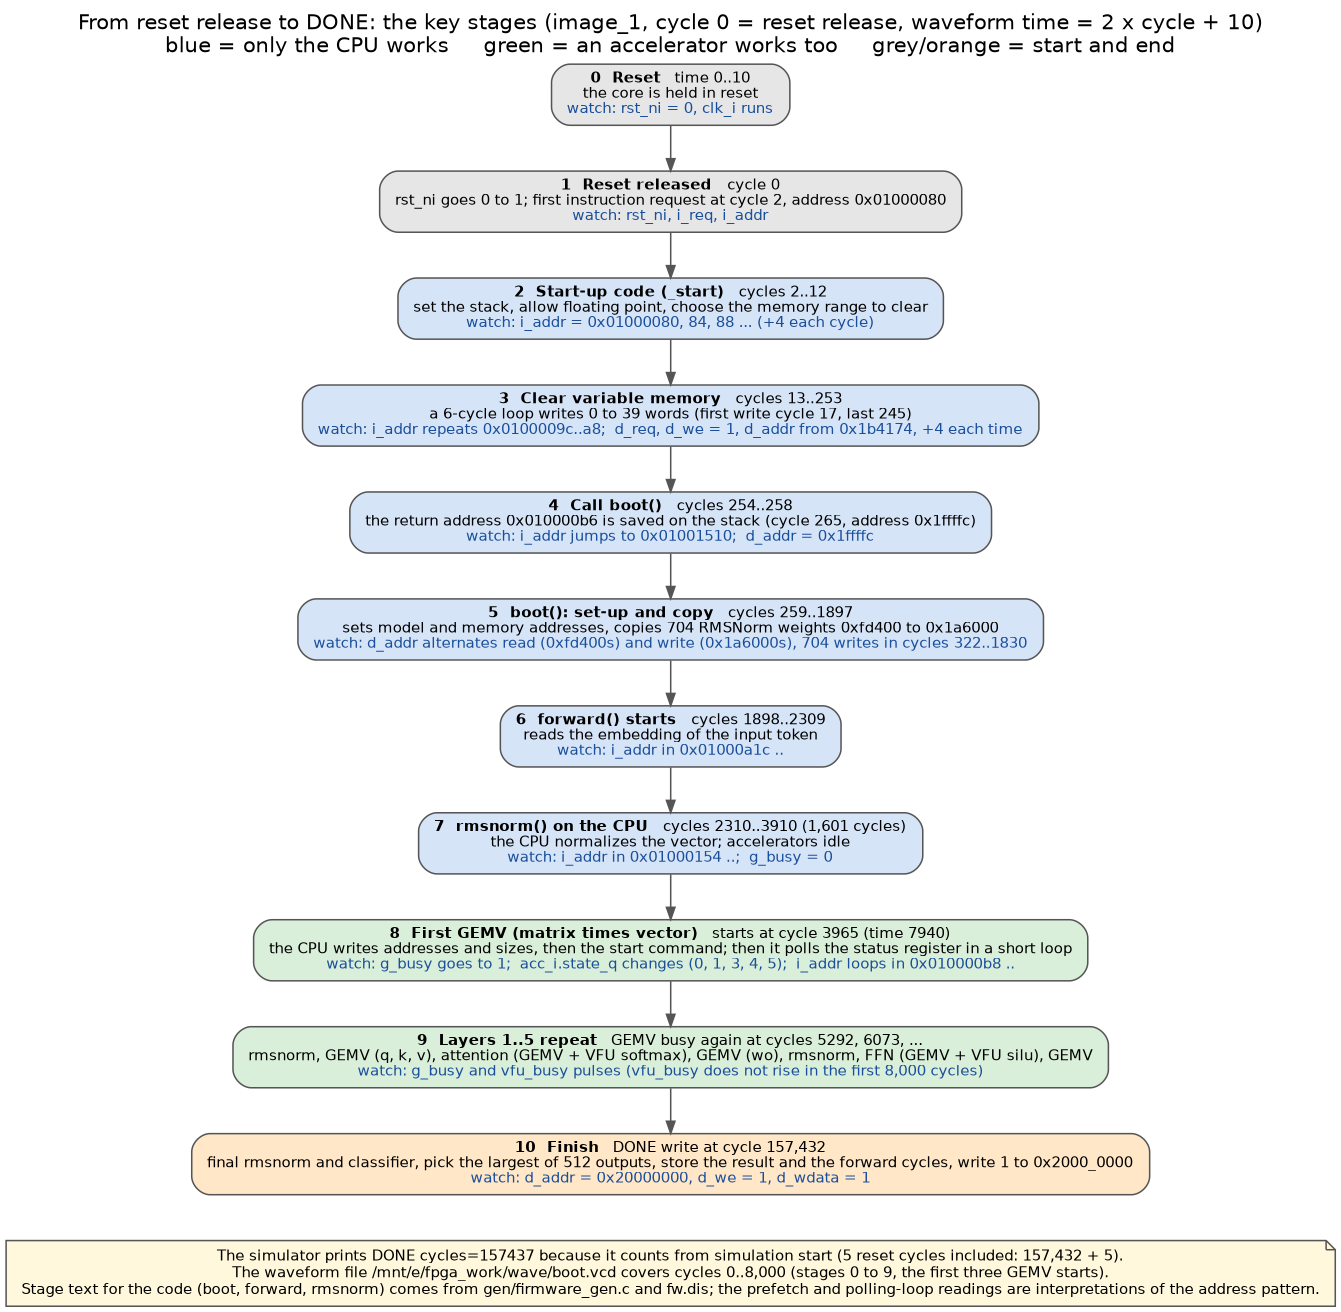 From reset release to DONE: the key stages (image_1, cycle 0 = reset release, waveform time = 2 x cycle + 10)
blue = only the CPU works     green = an accelerator works too     grey/orange = start and end
0  Reset   time 0..10
the core is held in reset
watch: rst_ni = 0, clk_i runs
1  Reset released   cycle 0
rst_ni goes 0 to 1; first instruction request at cycle 2, address 0x01000080
watch: rst_ni, i_req, i_addr
2  Start-up code (_start)   cycles 2..12
set the stack, allow floating point, choose the memory range to clear
watch: i_addr = 0x01000080, 84, 88 ... (+4 each cycle)
3  Clear variable memory   cycles 13..253
a 6-cycle loop writes 0 to 39 words (first write cycle 17, last 245)
watch: i_addr repeats 0x0100009c..a8;  d_req, d_we = 1, d_addr from 0x1b4174, +4 each time
4  Call boot()   cycles 254..258
the return address 0x010000b6 is saved on the stack (cycle 265, address 0x1ffffc)
watch: i_addr jumps to 0x01001510;  d_addr = 0x1ffffc
5  boot(): set-up and copy   cycles 259..1897
sets model and memory addresses, copies 704 RMSNorm weights 0xfd400 to 0x1a6000
watch: d_addr alternates read (0xfd400s) and write (0x1a6000s), 704 writes in cycles 322..1830
6  forward() starts   cycles 1898..2309
reads the embedding of the input token
watch: i_addr in 0x01000a1c ..
7  rmsnorm() on the CPU   cycles 2310..3910 (1,601 cycles)
the CPU normalizes the vector; accelerators idle
watch: i_addr in 0x01000154 ..;  g_busy = 0
8  First GEMV (matrix times vector)   starts at cycle 3965 (time 7940)
the CPU writes addresses and sizes, then the start command; then it polls the status register in a short loop
watch: g_busy goes to 1;  acc_i.state_q changes (0, 1, 3, 4, 5);  i_addr loops in 0x010000b8 ..
9  Layers 1..5 repeat   GEMV busy again at cycles 5292, 6073, ...
rmsnorm, GEMV (q, k, v), attention (GEMV + VFU softmax), GEMV (wo), rmsnorm, FFN (GEMV + VFU silu), GEMV
watch: g_busy and vfu_busy pulses (vfu_busy does not rise in the first 8,000 cycles)
10  Finish   DONE write at cycle 157,432
final rmsnorm and classifier, pick the largest of 512 outputs, store the result and the forward cycles, write 1 to 0x2000_0000
watch: d_addr = 0x20000000, d_we = 1, d_wdata = 1
The simulator prints DONE cycles=157437 because it counts from simulation start (5 reset cycles included: 157,432 + 5).
The waveform file /mnt/e/fpga_work/wave/boot.vcd covers cycles 0..8,000 (stages 0 to 9, the first three GEMV starts).
Stage text for the code (boot, forward, rmsnorm) comes from gen/firmware_gen.c and fw.dis; the prefetch and polling-loop readings are interpretations of the address pattern.